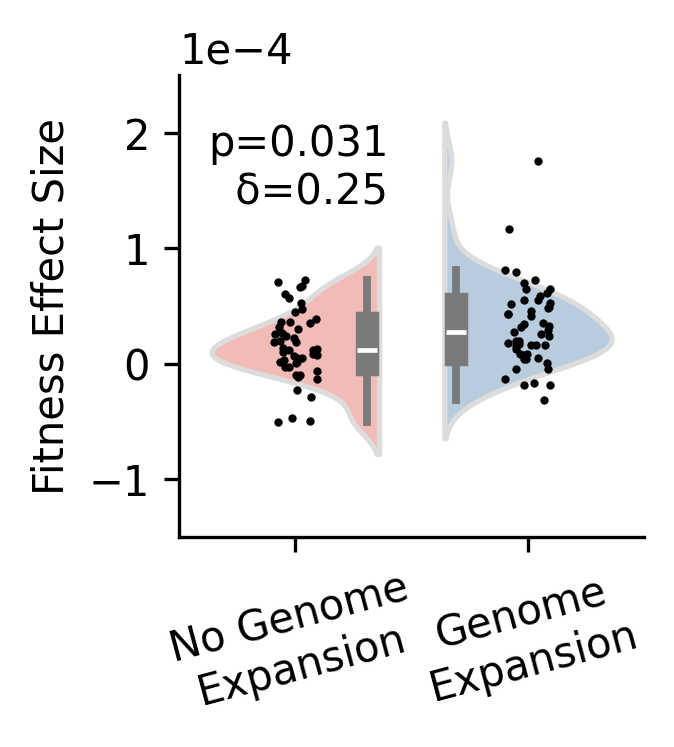 1e−4
Fitness Effect Size
2
1
0
−1
p=0.031
δ=0.25
No Genome
Expansion
Genome
Expansion